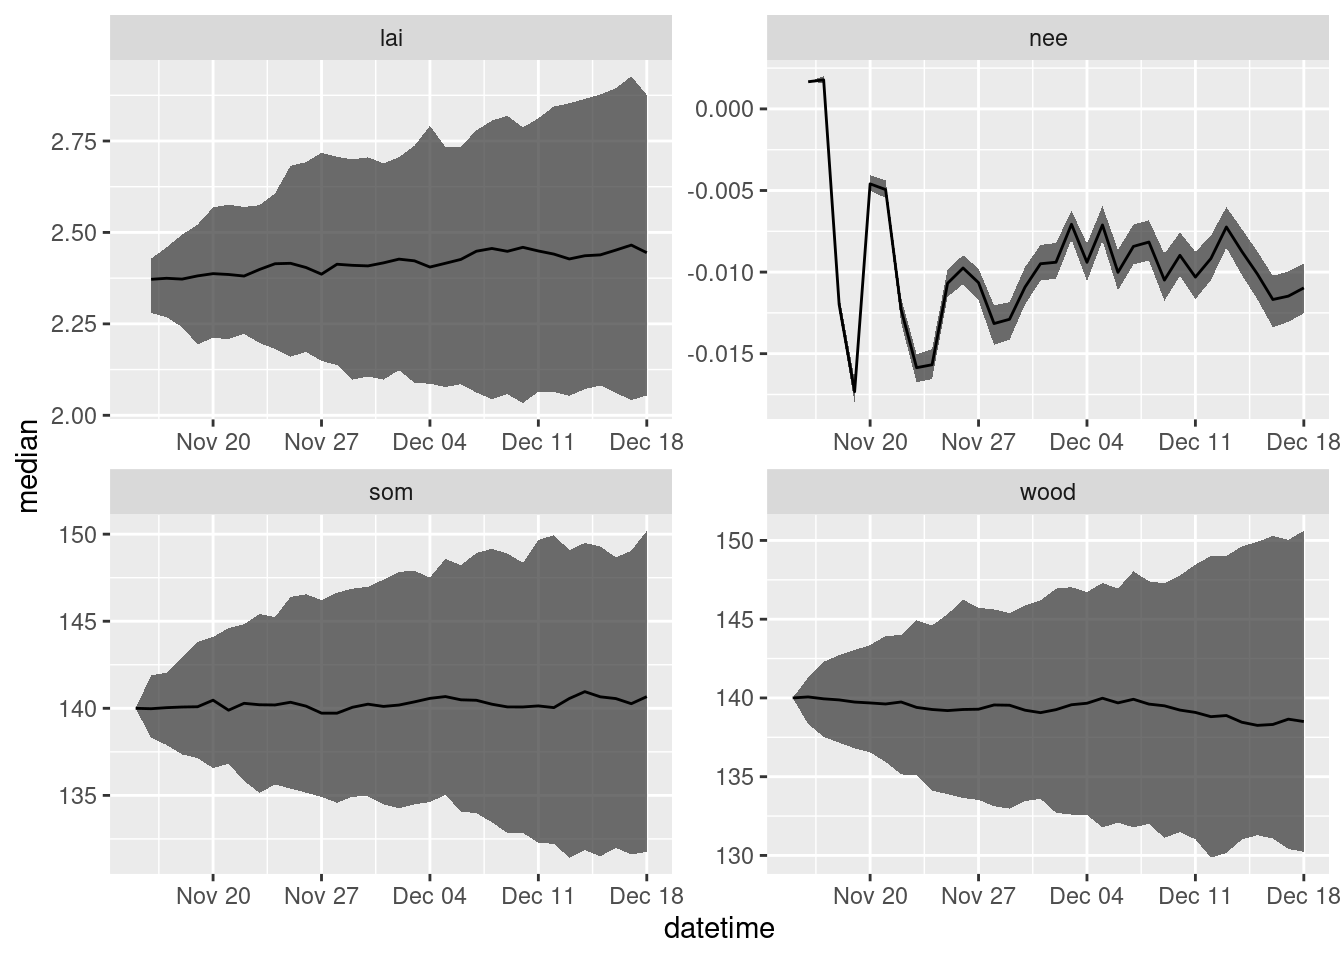 lai
nee
2.75
2.50
2.25
2.00
0.000
-0.005
-0.010
-0.015
Nov 20 Nov 27 Dec 04 Dec 11 Dec 18
Nov 20 Nov 27 Dec 04 Dec 11 Dec 18
median
som
wood
150
145
140
135
150
145
140
135
130
Nov 20 Nov 27 Dec 04 Dec 11 Dec 18
Nov 20 Nov 27 Dec 04 Dec 11 Dec 18
datetime